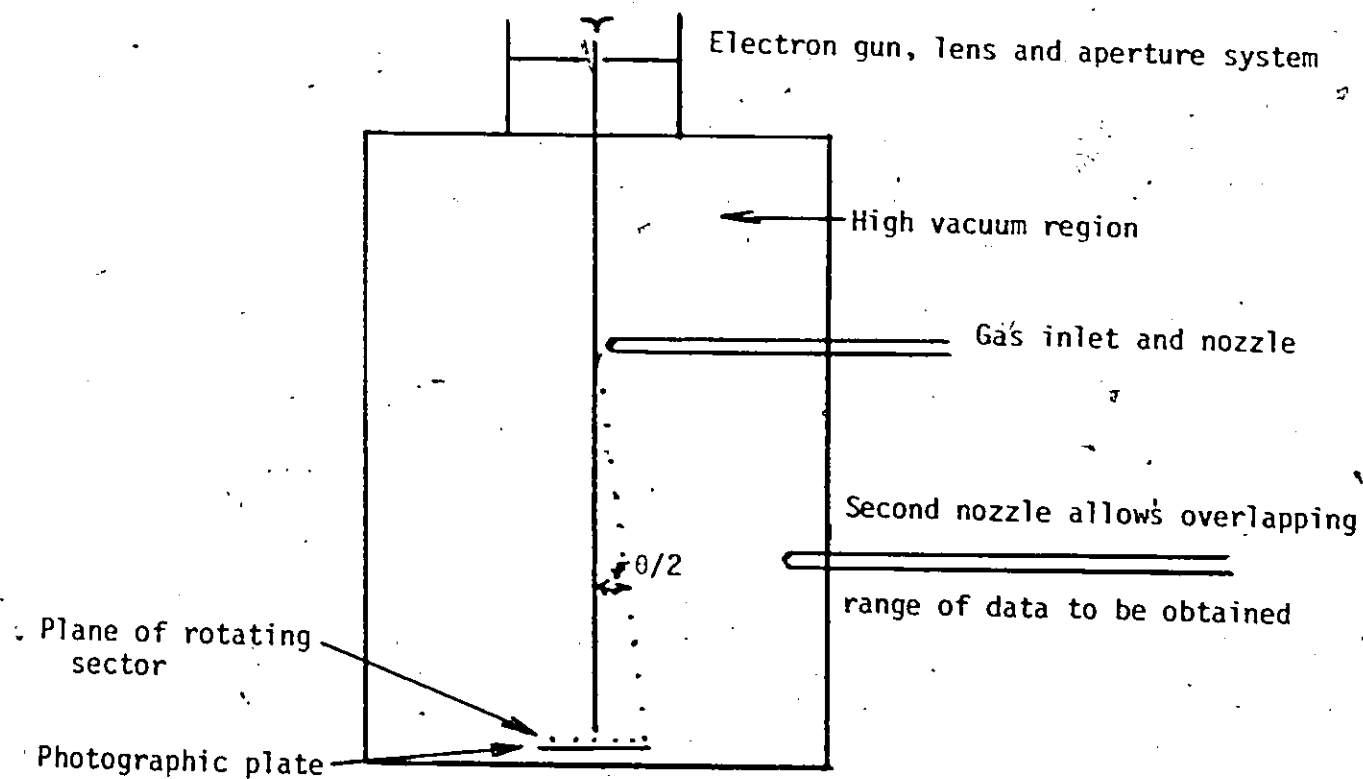 Electron gun, lens and aperture system
High vacuum region
Gas inlet and nozzle
Second nozzle allows overlapping
θ/2
range of data to be obtained
Plane of rotating
sector
Photographic plate